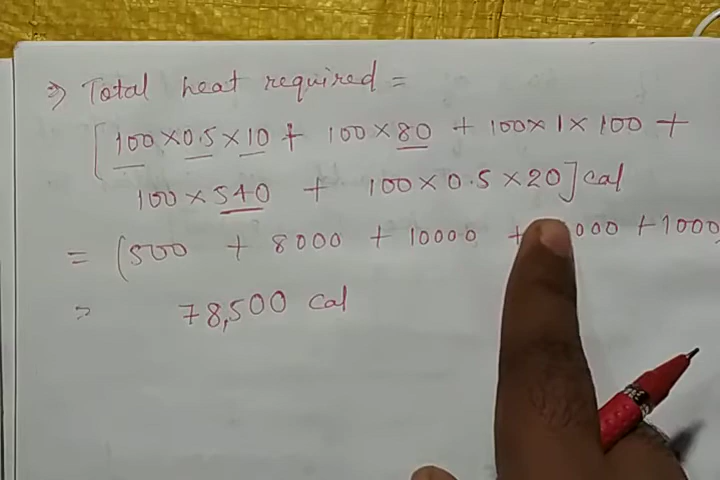 ⇒ Total heat required =
[100 × 0.5 × 10 + 100 × 80 + 100 × 1 × 100 +
100 × 540 + 100 × 0.5 × 20] cal
= (500 + 8000 + 10000 + 000 + 1000
= 78,500 cal